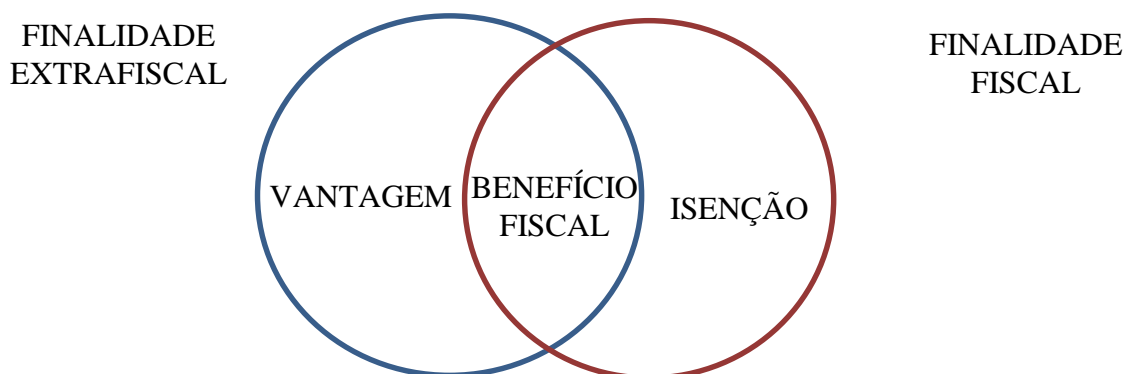 FINALIDADE
EXTRAFISCAL
FINALIDADE
FISCAL
VANTAGEM
BENEFÍCIO
FISCAL
ISENÇÃO